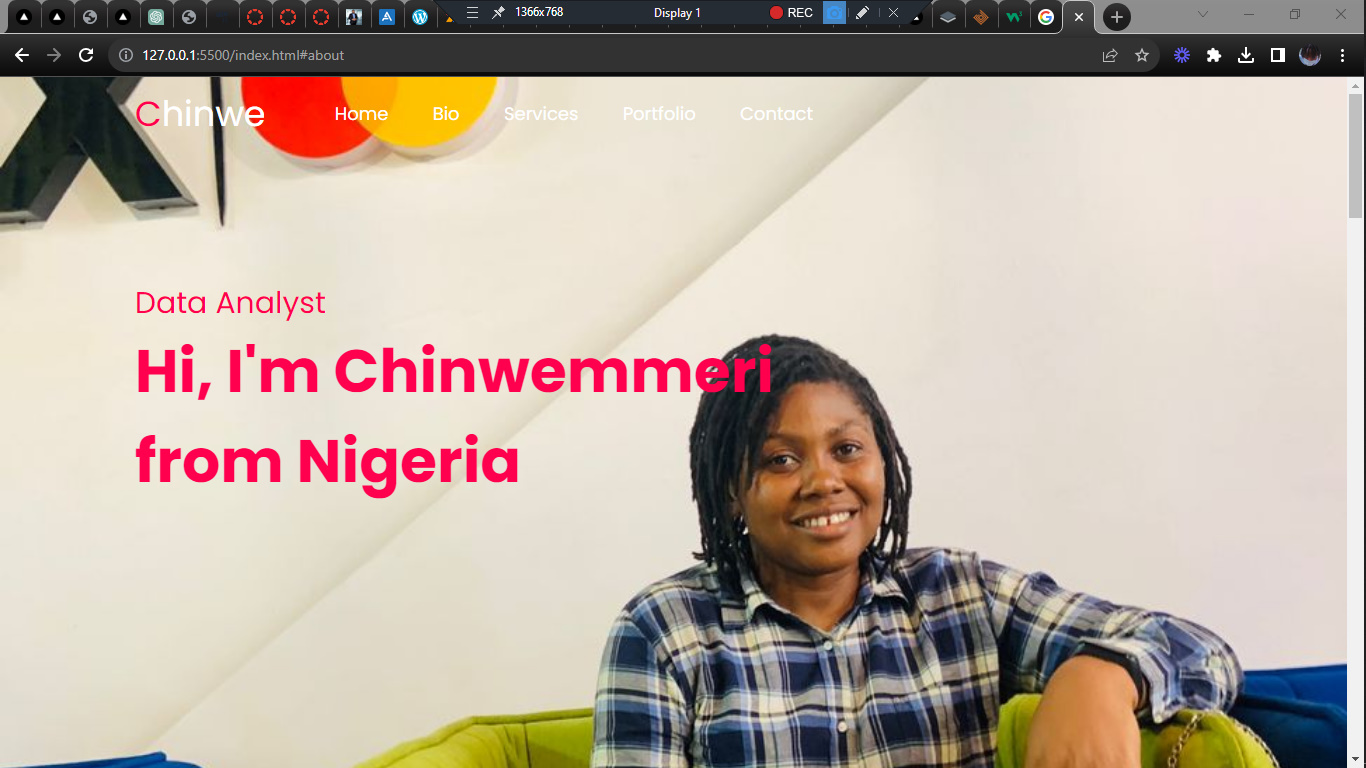 1366x768
Display 1
REC
127.0.0.1:5500/index.html#about
Chinwe
Home
Bio
Services
Portfolio
Contact
Data Analyst
Hi, I'm Chinwemmeri
from Nigeria